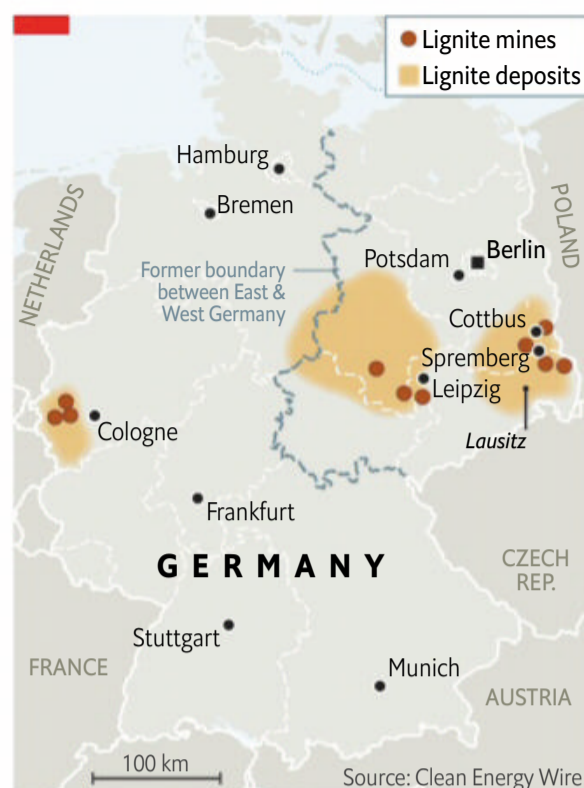 Lignite mines
Lignite deposits
Hamburg
Bremen
NETHERLANDS
POLAND
Former boundary
between East &
West Germany
Potsdam
Berlin
Cottbus
Spremberg
Leipzig
Lausitz
Cologne
Frankfurt
GERMANY
CZECH
REP.
Stuttgart
FRANCE
Munich
AUSTRIA
100 km
Source: Clean Energy Wire